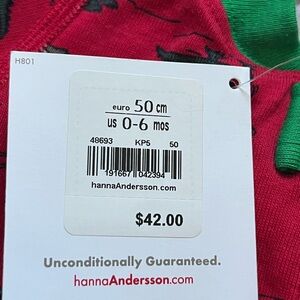 H801
euro 50 cm
us 0-6 mos
48693 KP5 50
191667 042394
hannaAndersson.com
$42.00
Unconditionally Guaranteed.
hannaAndersson.com